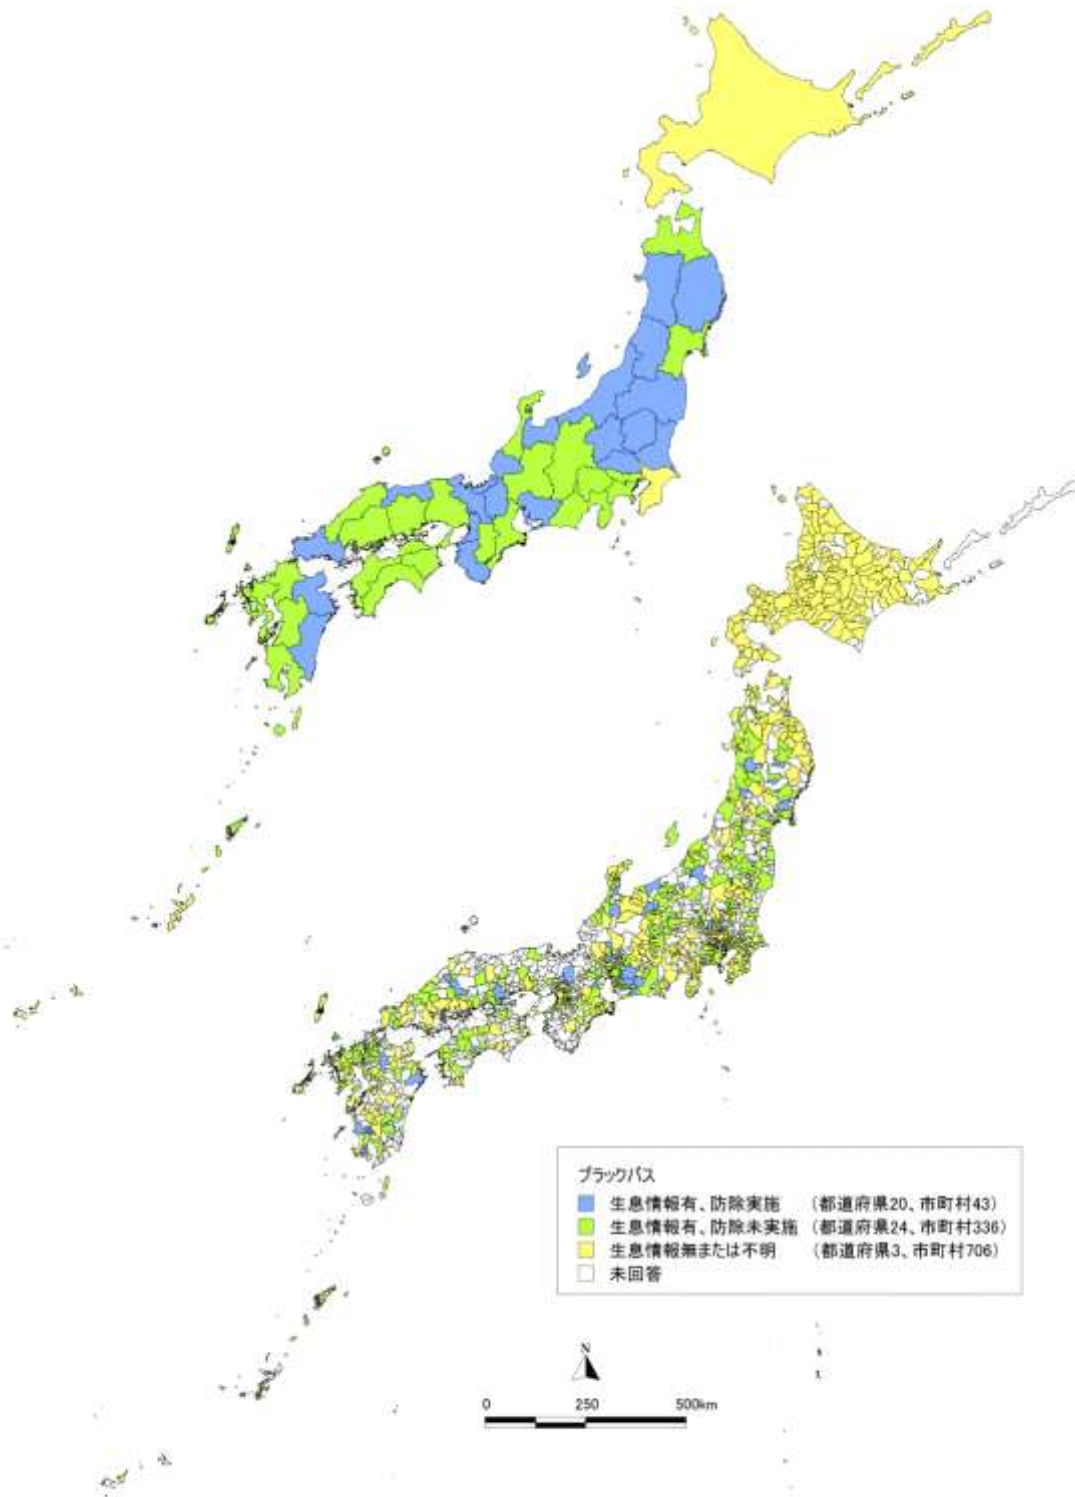 ブラックバス
生息情報有、防除実施 （都道府県20、市町村43）
生息情報有、防除未実施 （都道府県24、市町村336）
生息情報無または不明 （都道府県3、市町村706）
未回答
N
0 250 500km